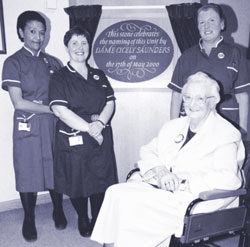 This stone celebrates
the naming of this Unit by
DAME CICELY SAUNDERS
on the 17th of May 2000